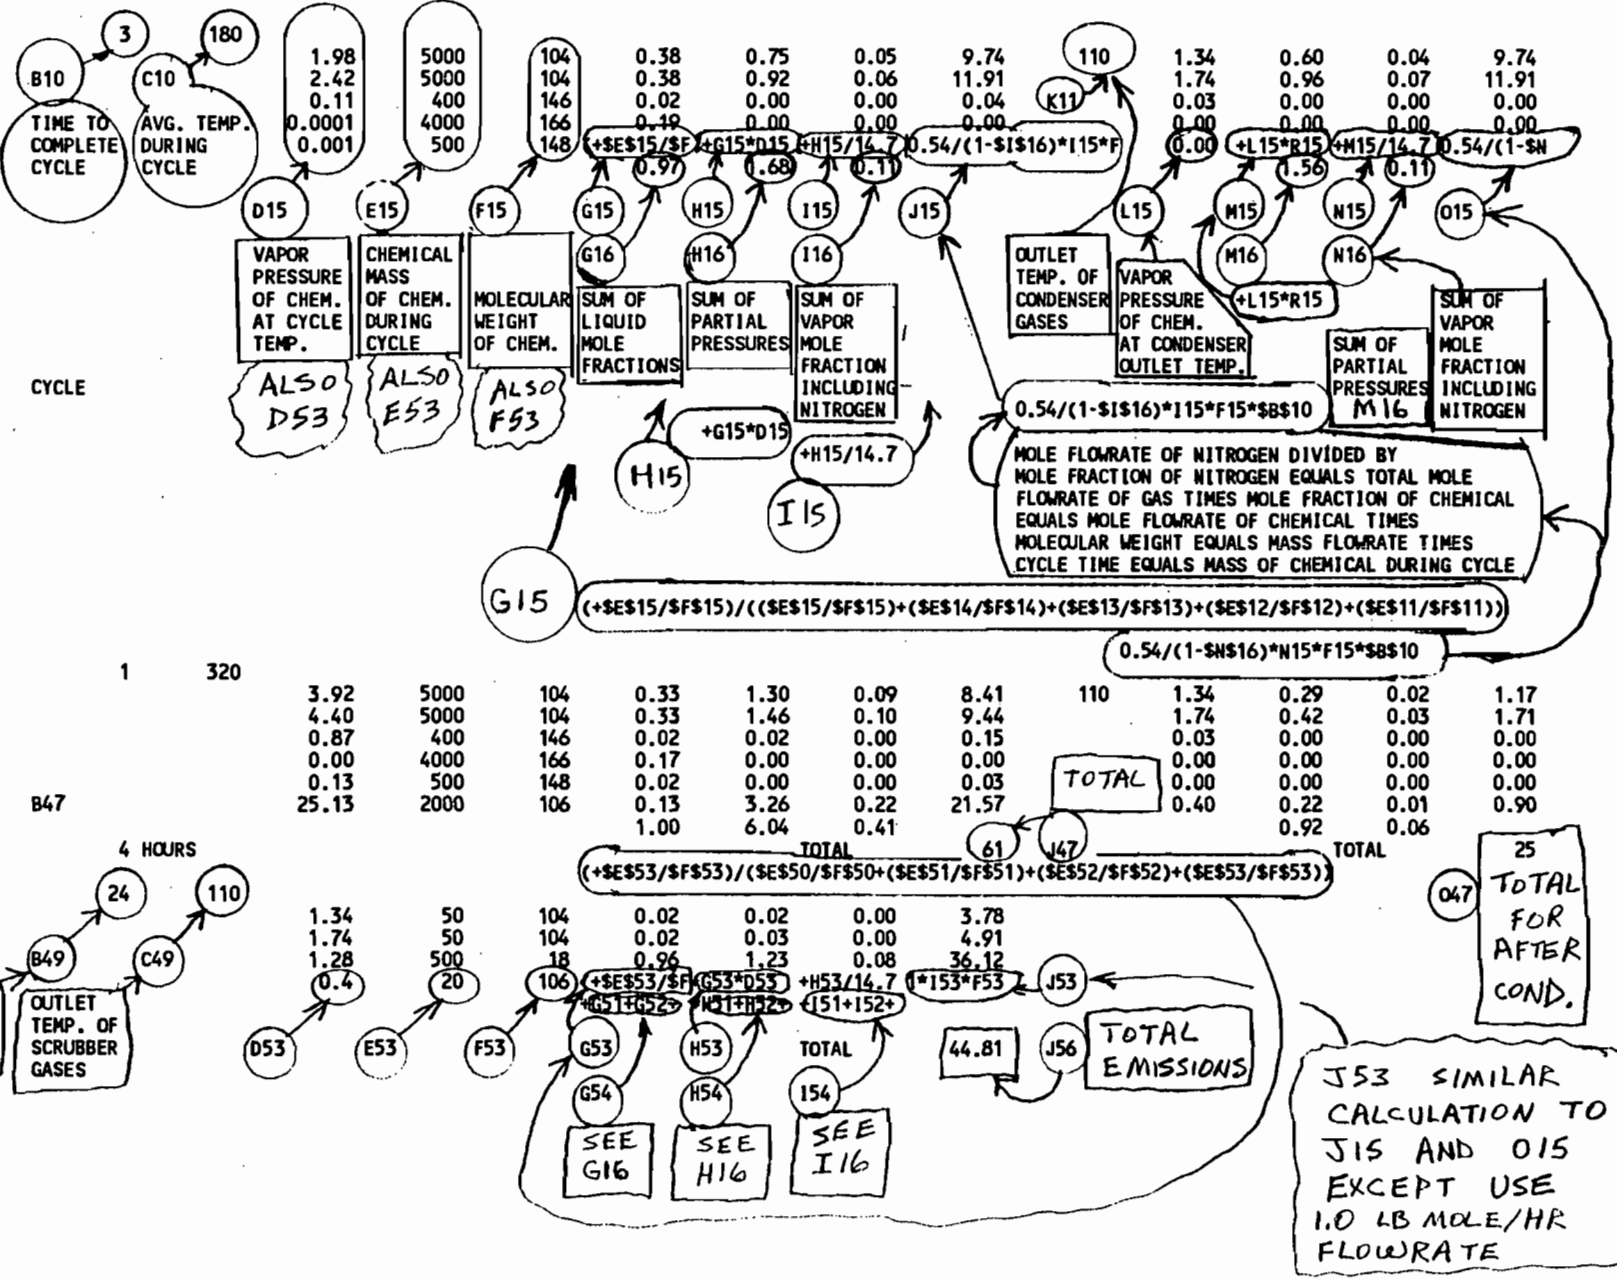 3 180 110
1.98 5000 104 0.38 0.75 0.05 9.74 1.34 0.60 0.04 9.74
B10 C10 2.42 5000 104 0.38 0.92 0.06 11.91 K11 1.74 0.96 0.07 11.91
0.11 400 146 0.02 0.00 0.00 0.04 0.03 0.00 0.00 0.00
TIME TO AVG. TEMP. 0.0001 4000 166 0.19 0.00 0.00 0.00 0.00 0.00 0.00 0.00
COMPLETE DURING 0.001 500 148 +$E$15/$F +G15*D15 +H15/14.7 0.54/(1-$I$16)*I15*F 0.00 +L15*R15 +M15/14.7 0.54/(1-$N
CYCLE CYCLE 0.97 1.68 0.11 1.56 0.11
D15 E15 F15 G15 H15 I15 J15 L15 M15 N15 O15
G16 H16 I16 M16 N16
VAPOR
PRESSURE
OF CHEM.
AT CYCLE
TEMP.
CHEMICAL
MASS
OF CHEM.
DURING
CYCLE
MOLECULAR
WEIGHT
OF CHEM.
SUM OF
LIQUID
MOLE
FRACTIONS
SUM OF
PARTIAL
PRESSURES
SUM OF
VAPOR
MOLE
FRACTION
INCLUDING
NITROGEN
OUTLET
TEMP. OF
CONDENSER
GASES
VAPOR
PRESSURE
OF CHEM.
AT CONDENSER
OUTLET TEMP.
+L15*R15
SUM OF
PARTIAL
PRESSURES
M16
SUM OF
VAPOR
MOLE
FRACTION
INCLUDING
NITROGEN
CYCLE
ALSO
D53
ALSO
E53
ALSO
F53
+G15*D15
H15
+H15/14.7
I15
0.54/(1-$I$16)*I15*F15*$B$10
MOLE FLOWRATE OF NITROGEN DIVIDED BY
MOLE FRACTION OF NITROGEN EQUALS TOTAL MOLE
FLOWRATE OF GAS TIMES MOLE FRACTION OF CHEMICAL
EQUALS MOLE FLOWRATE OF CHEMICAL TIMES
MOLECULAR WEIGHT EQUALS MASS FLOWRATE TIMES
CYCLE TIME EQUALS MASS OF CHEMICAL DURING CYCLE
G15 (+$E$15/$F$15)/(($E$15/$F$15)+($E$14/$F$14)+($E$13/$F$13)+($E$12/$F$12)+($E$11/$F$11))
0.54/(1-$N$16)*N15*F15*$B$10
1 320
3.92 5000 104 0.33 1.30 0.09 8.41 110 1.34 0.29 0.02 1.17
4.40 5000 104 0.33 1.46 0.10 9.44 1.74 0.42 0.03 1.71
0.87 400 146 0.02 0.02 0.00 0.15 0.03 0.00 0.00 0.00
0.00 4000 166 0.17 0.00 0.00 0.00 0.00 0.00 0.00 0.00
0.13 500 148 0.02 0.00 0.00 0.03 TOTAL 0.00 0.00 0.00 0.00
B47 25.13 2000 106 0.13 3.26 0.22 21.57 0.40 0.22 0.01 0.90
1.00 6.04 0.41 0.92 0.06
4 HOURS TOTAL 61 J47 TOTAL
(+$E$53/$F$53)/($E$50/$F$50+($E$51/$F$51)+($E$52/$F$52)+($E$53/$F$53))
O47
25
TOTAL
FOR
AFTER
COND.
24 110
1.34 50 104 0.02 0.02 0.00 3.78
1.74 50 104 0.02 0.03 0.00 4.91
B49 C49 1.28 500 18 0.96 1.23 0.08 36.12
0.4 20 106 +$E$53/$F G53*D53 +H53/14.7 1*I53*F53 J53
+G51+G52+ H51+H52+ +I51+I52+
OUTLET
TEMP. OF
SCRUBBER
GASES
D53 E53 F53 G53 H53 TOTAL 44.81 J56 TOTAL
EMISSIONS
G54 H54 I54
SEE
G16
SEE
H16
SEE
I16
J53 SIMILAR
CALCULATION TO
J15 AND O15
EXCEPT USE
1.0 LB MOLE/HR
FLOWRATE